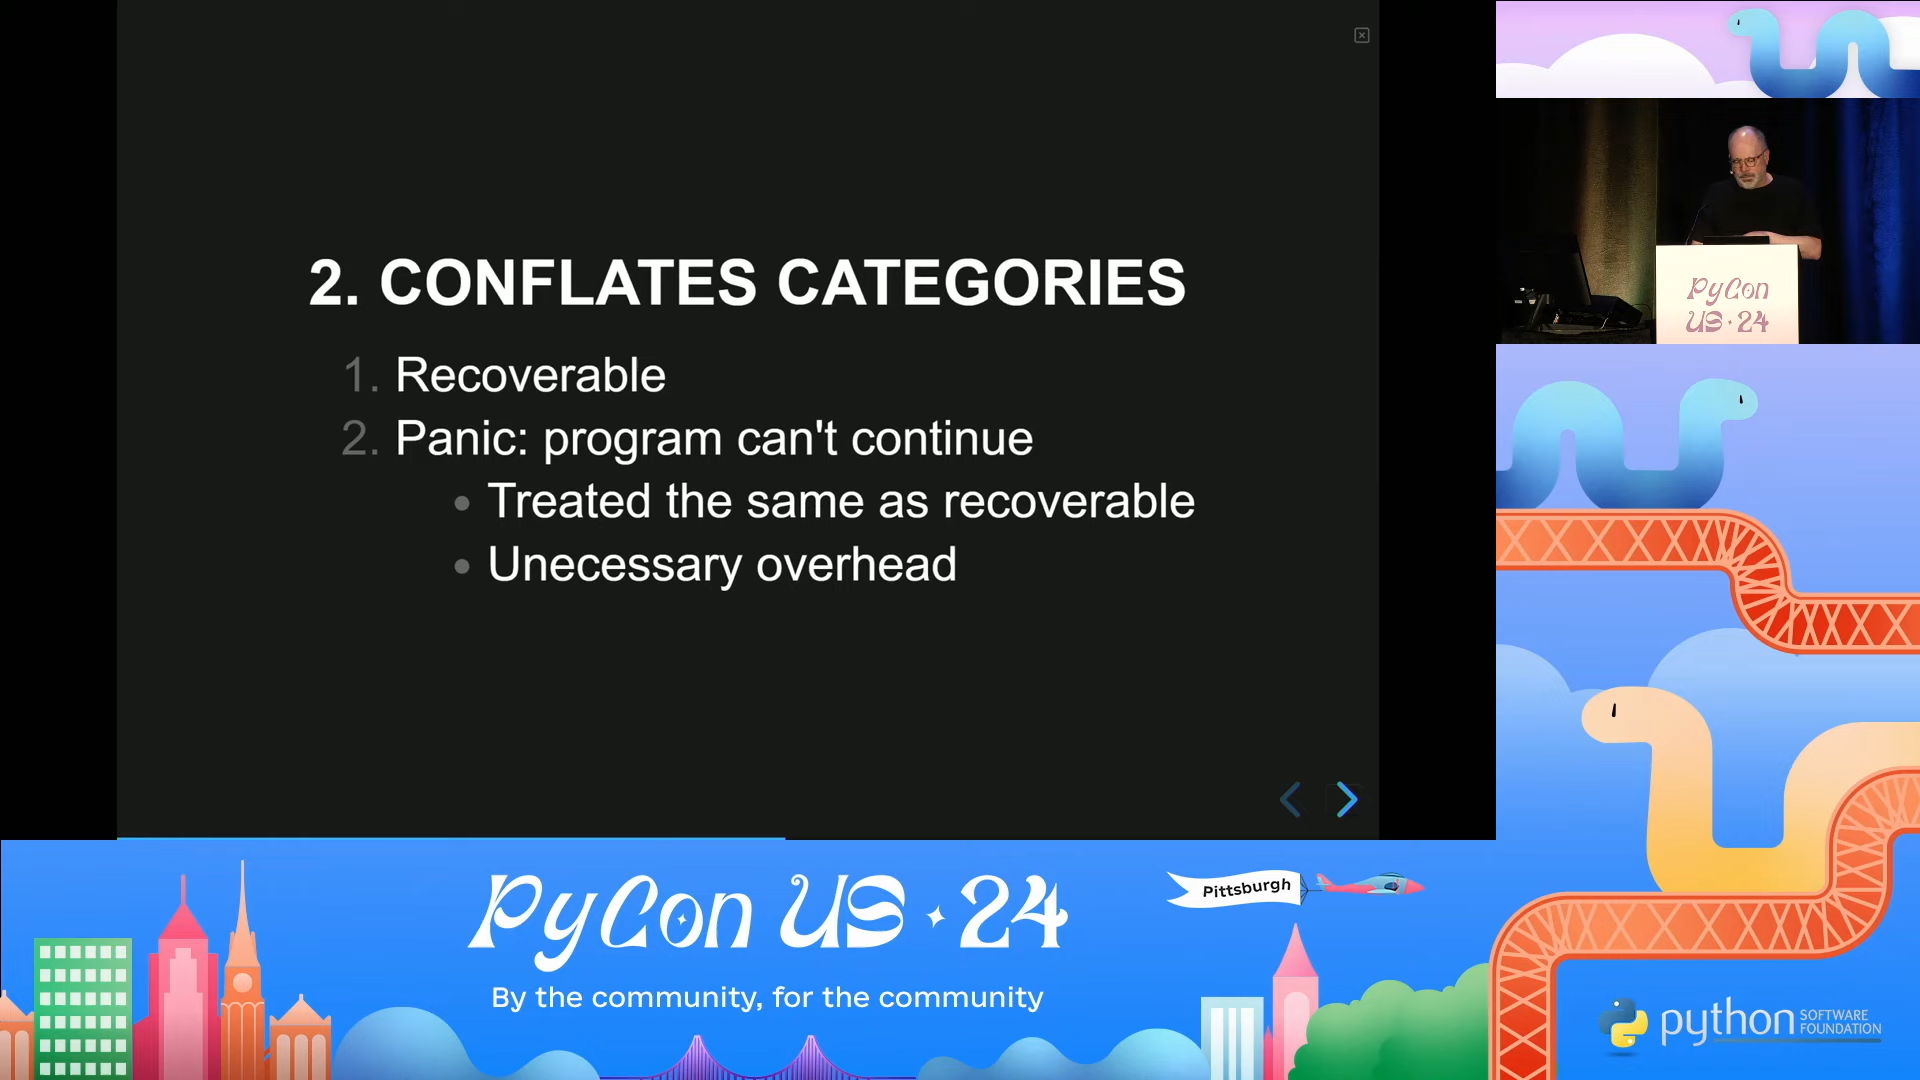 2. CONFLATES CATEGORIES
1. Recoverable
2. Panic: program can't continue
Treated the same as recoverable
Unecessary overhead
PyCon
US · 24
PyCon US · 24
By the community, for the community
Pittsburgh
python SOFTWARE
FOUNDATION